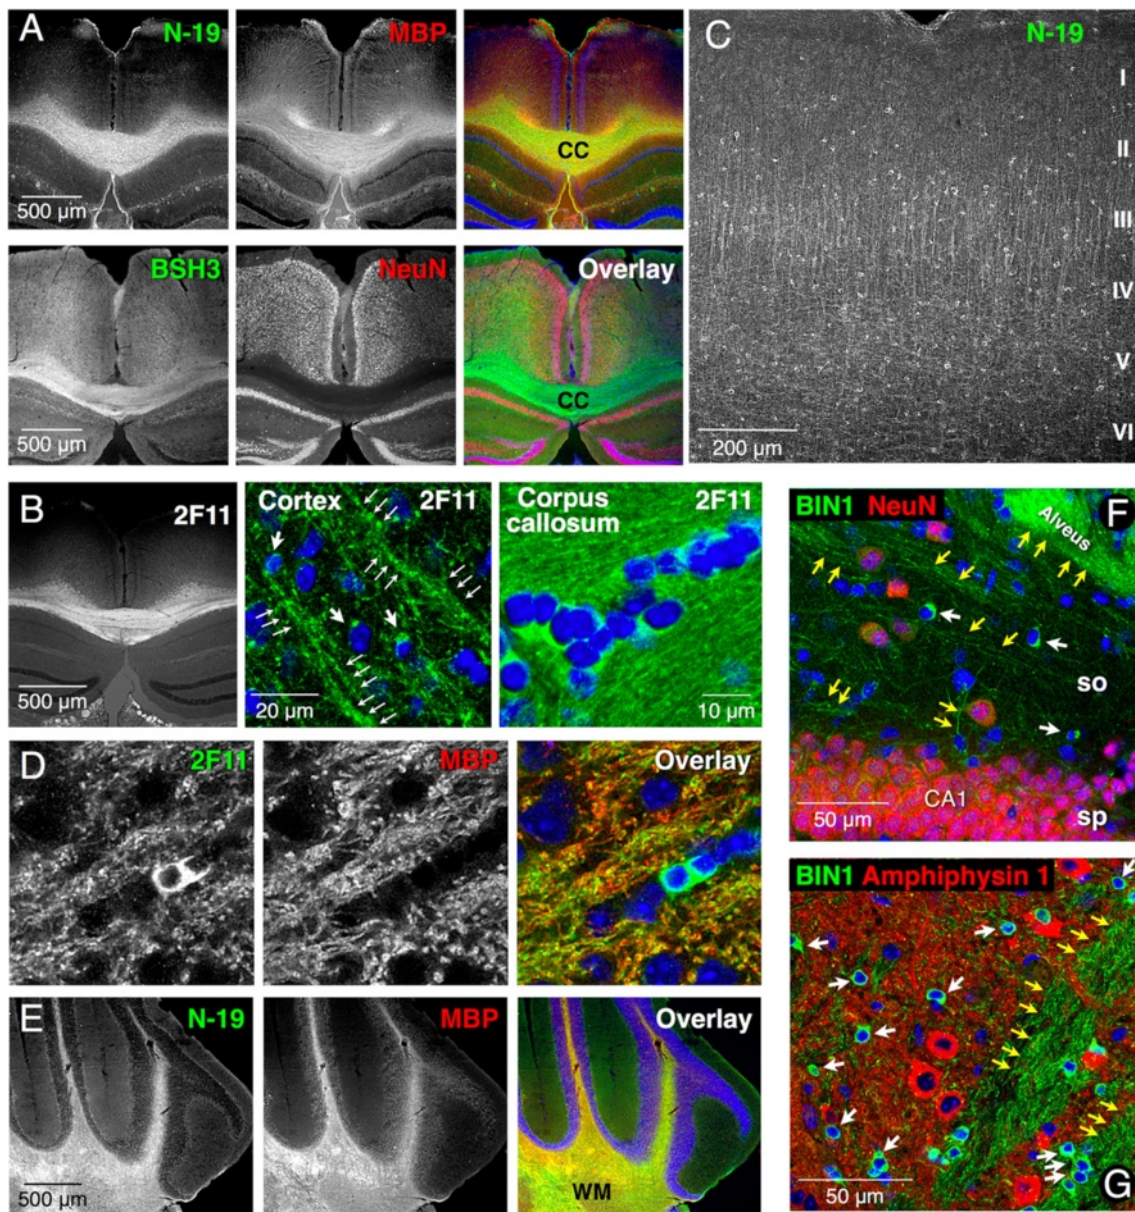 A
N-19
MBP
CC
500 µm
BSH3
NeuN
Overlay
CC
500 µm
C
N-19
I
II
III
IV
V
VI
200 µm
B
2F11
500 µm
Cortex
2F11
20 µm
Corpus
callosum
2F11
10 µm
D
2F11
MBP
Overlay
E
N-19
MBP
Overlay
500 µm
WM
BIN1 NeuN
F
Alveus
so
CA1
50 µm
sp
BIN1 Amphiphysin 1
50 µm
G